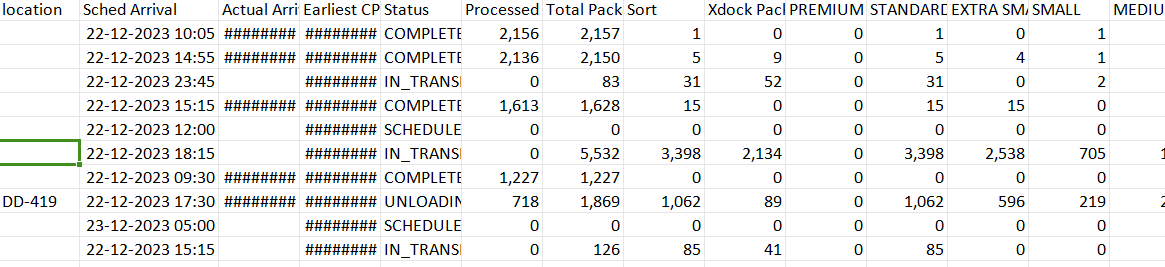 location Sched Arrival Actual Arri Earliest CP Status Processed Total Pack Sort Xdock Pacl PREMIUM STANDARD EXTRA SMA SMALL MEDIU
22-12-2023 10:05 ######## ######## COMPLETE 2,156 2,157 1 0 0 1 0 1
22-12-2023 14:55 ######## ######## COMPLETE 2,136 2,150 5 9 0 5 4 1
22-12-2023 23:45 ######## IN_TRANSI 0 83 31 52 0 31 0 2
22-12-2023 15:15 ######## ######## COMPLETE 1,613 1,628 15 0 0 15 15 0
22-12-2023 12:00 ######## SCHEDULE 0 0 0 0 0 0 0 0
22-12-2023 18:15 ######## IN_TRANSI 0 5,532 3,398 2,134 0 3,398 2,538 705 1
22-12-2023 09:30 ######## ######## COMPLETE 1,227 1,227 0 0 0 0 0
DD-419 22-12-2023 17:30 ######## ######## UNLOADIN 718 1,869 1,062 89 0 1,062 596 219 2
23-12-2023 05:00 ######## SCHEDULE 0 0 0 0 0 0 0 0
22-12-2023 15:15 ######## IN_TRANSI 0 126 85 41 0 85 0 0